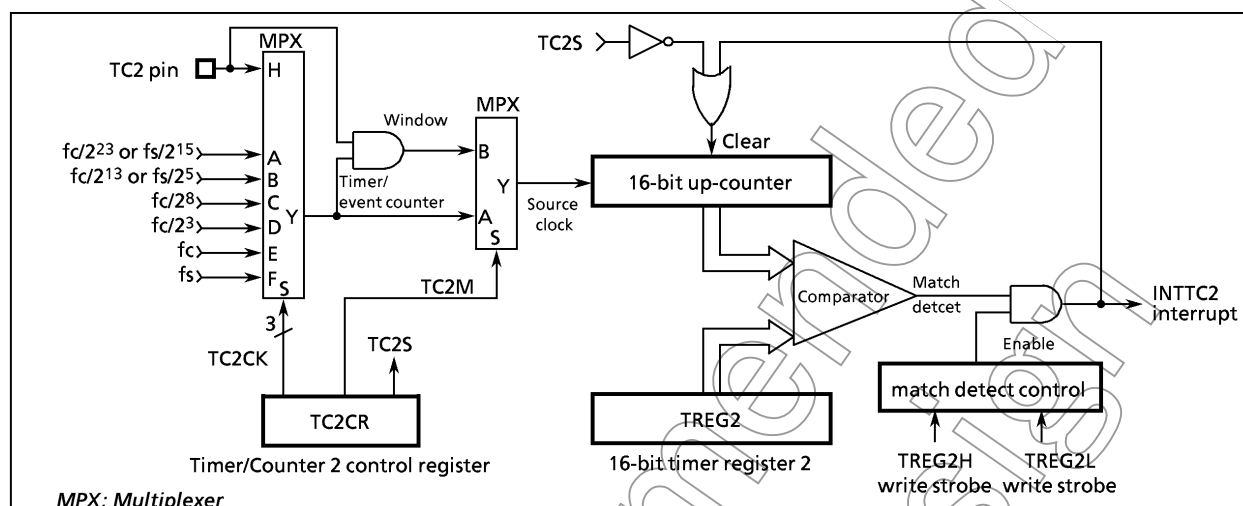 MPX
TC2 pin
H
fc/2²³ or fs/2¹⁵
A
fc/2¹³ or fs/2⁵
B
fc/2⁸
C
fc/2³
D
fc
E
fs
F
Y
S
3
TC2CK
Window
Timer/
event counter
MPX
B
Y
A
S
TC2M
TC2S
TC2CR
Timer/Counter 2 control register
Source
clock
TC2S
Clear
16-bit up-counter
Comparator
TREG2
16-bit timer register 2
Match
detcet
Enable
INTTC2
interrupt
match detect control
TREG2H
write strobe
TREG2L
write strobe
MPX: Multiplexer